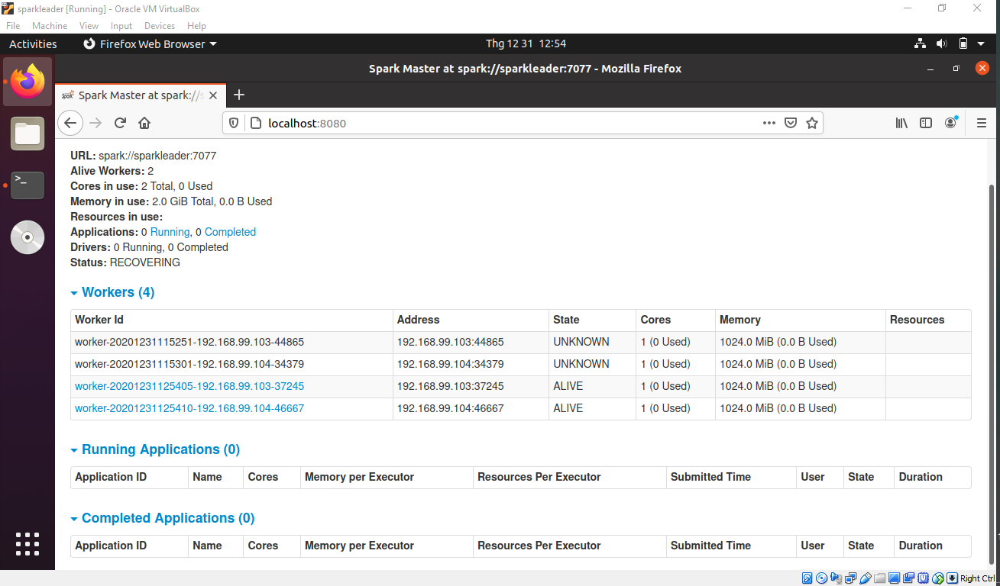 sparkleader [Running] - Oracle VM VirtualBox
File Machine View Input Devices Help
Activities Firefox Web Browser Thg 12 31 12:54
Spark Master at spark://sparkleader:7077 - Mozilla Firefox
Spark Master at spark://s
localhost:8080
URL: spark://sparkleader:7077
Alive Workers: 2
Cores in use: 2 Total, 0 Used
Memory in use: 2.0 GiB Total, 0.0 B Used
Resources in use:
Applications: 0 Running, 0 Completed
Drivers: 0 Running, 0 Completed
Status: RECOVERING
Workers (4)
Worker Id Address State Cores Memory Resources
worker-20201231115251-192.168.99.103-44865 192.168.99.103:44865 UNKNOWN 1 (0 Used) 1024.0 MiB (0.0 B Used)
worker-20201231115301-192.168.99.104-34379 192.168.99.104:34379 UNKNOWN 1 (0 Used) 1024.0 MiB (0.0 B Used)
worker-20201231125405-192.168.99.103-37245 192.168.99.103:37245 ALIVE 1 (0 Used) 1024.0 MiB (0.0 B Used)
worker-20201231125410-192.168.99.104-46667 192.168.99.104:46667 ALIVE 1 (0 Used) 1024.0 MiB (0.0 B Used)
Running Applications (0)
Application ID Name Cores Memory per Executor Resources Per Executor Submitted Time User State Duration
Completed Applications (0)
Application ID Name Cores Memory per Executor Resources Per Executor Submitted Time User State Duration
Right Ctrl